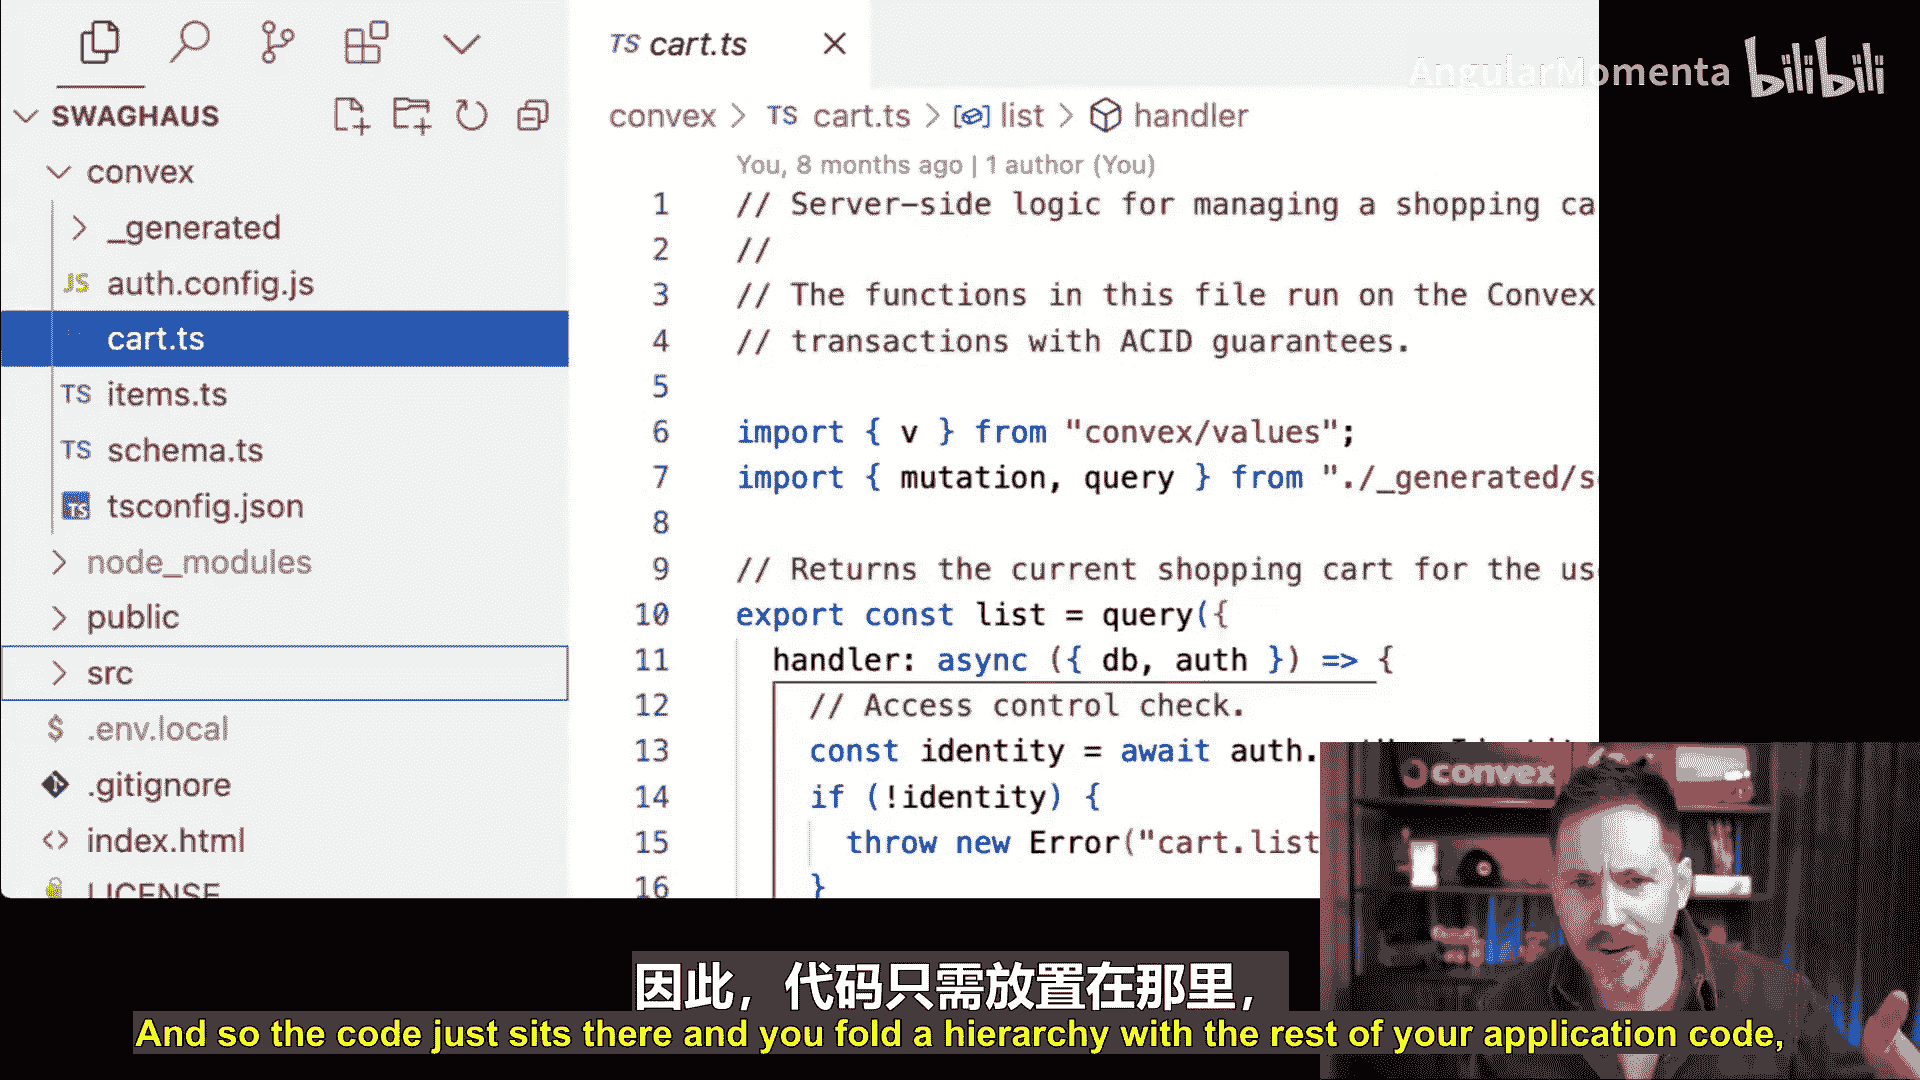 TS cart.ts
AngularMomenta bilibili
SWAGHAUS
convex
_generated
JS auth.config.js
cart.ts
TS items.ts
TS schema.ts
TS tsconfig.json
node_modules
public
src
$ .env.local
.gitignore
<> index.html
LICENSE
convex > TS cart.ts > list > handler
You, 8 months ago | 1 author (You)
1 // Server-side logic for managing a shopping ca
2 //
3 // The functions in this file run on the Convex
4 // transactions with ACID guarantees.
5
6 import { v } from "convex/values";
7 import { mutation, query } from "./_generated/s
8
9 // Returns the current shopping cart for the us
10 export const list = query({
11 handler: async ({ db, auth }) => {
12 // Access control check.
13 const identity = await auth.
14 if (!identity) {
15 throw new Error("cart.list
16 }
convex
因此，代码只需放置在那里，
And so the code just sits there and you fold a hierarchy with the rest of your application code,